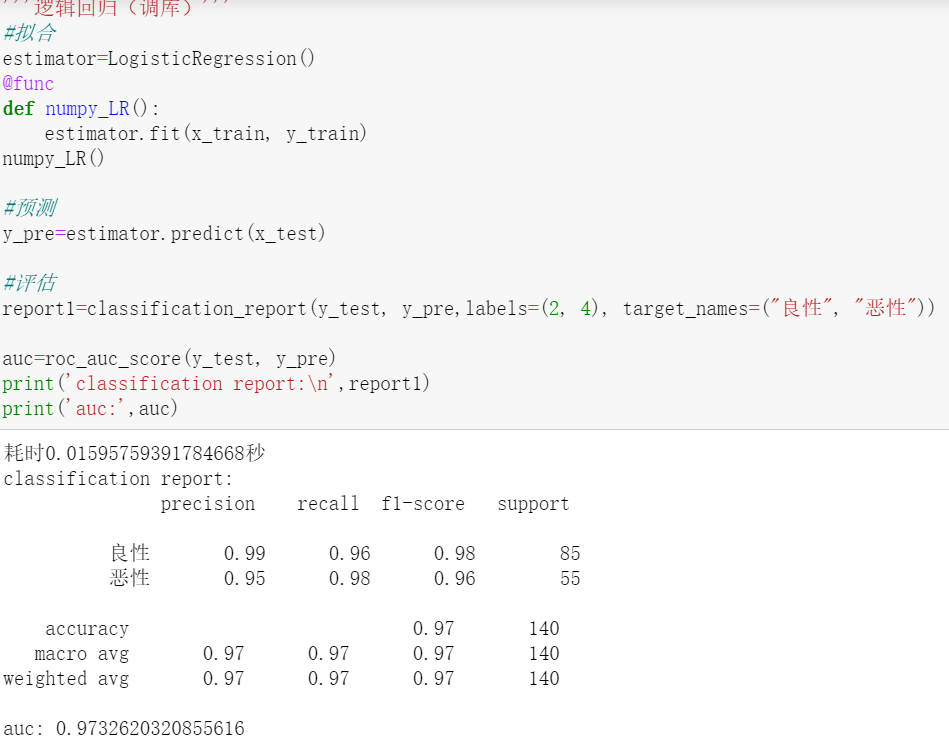 '''逻辑回归（调库）'''
#拟合
estimator=LogisticRegression()
@func
def numpy_LR():
    estimator.fit(x_train, y_train)
numpy_LR()
#预测
y_pre=estimator.predict(x_test)
#评估
report1=classification_report(y_test, y_pre,labels=(2, 4), target_names=("良性", "恶性"))
auc=roc_auc_score(y_test, y_pre)
print('classification report:\n',report1)
print('auc:',auc)
耗时0.01595759391784668秒
classification report:
               precision    recall  f1-score   support
          良性       0.99      0.96      0.98        85
          恶性       0.95      0.98      0.96        55
    accuracy                           0.97       140
   macro avg       0.97      0.97      0.97       140
weighted avg       0.97      0.97      0.97       140
auc: 0.9732620320855616